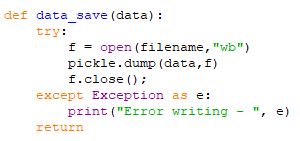 def data_save(data):
    try:
        f = open(filename,"wb")
        pickle.dump(data,f)
        f.close();
    except Exception as e:
        print("Error writing - ", e)
    return